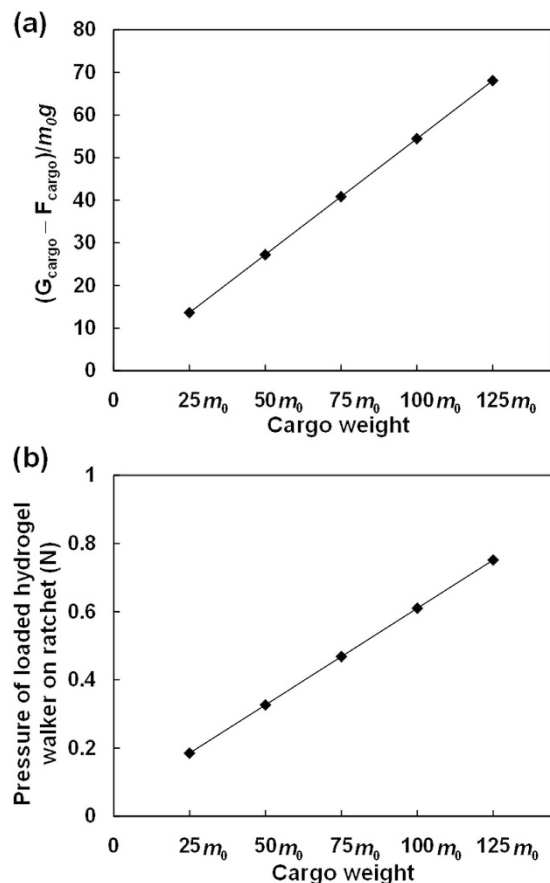 (a)
(G_cargo – F_cargo)/m_0g
80
70
60
50
40
30
20
10
0
0 25m_0 50m_0 75m_0 100m_0 125m_0
Cargo weight
(b)
Pressure of loaded hydrogel
walker on ratchet (N)
1
0.8
0.6
0.4
0.2
0
0 25m_0 50m_0 75m_0 100m_0 125m_0
Cargo weight